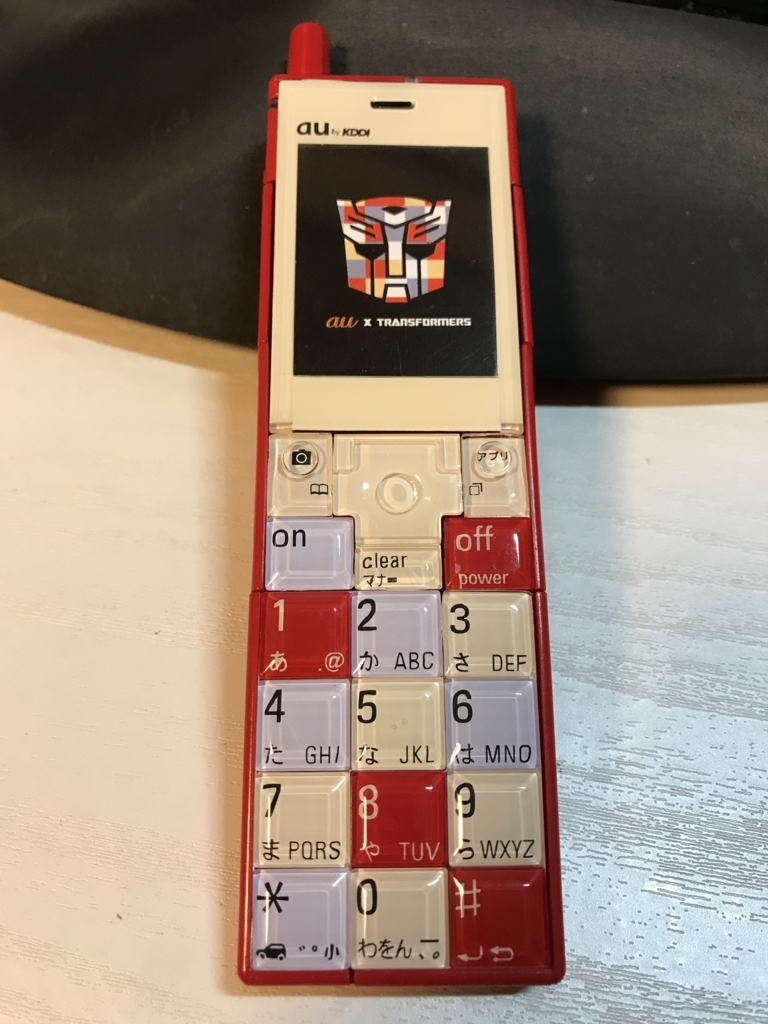 au by KDDI
au X TRANSFORMERS
アプリ
on
clear
マナー
off
power
1
あ .@
2
か ABC
3
さ DEF
4
た GHI
5
な JKL
6
は MNO
7
ま PQRS
8
や TUV
9
ら WXYZ
*
゛゜小
0
わをん 、。
#